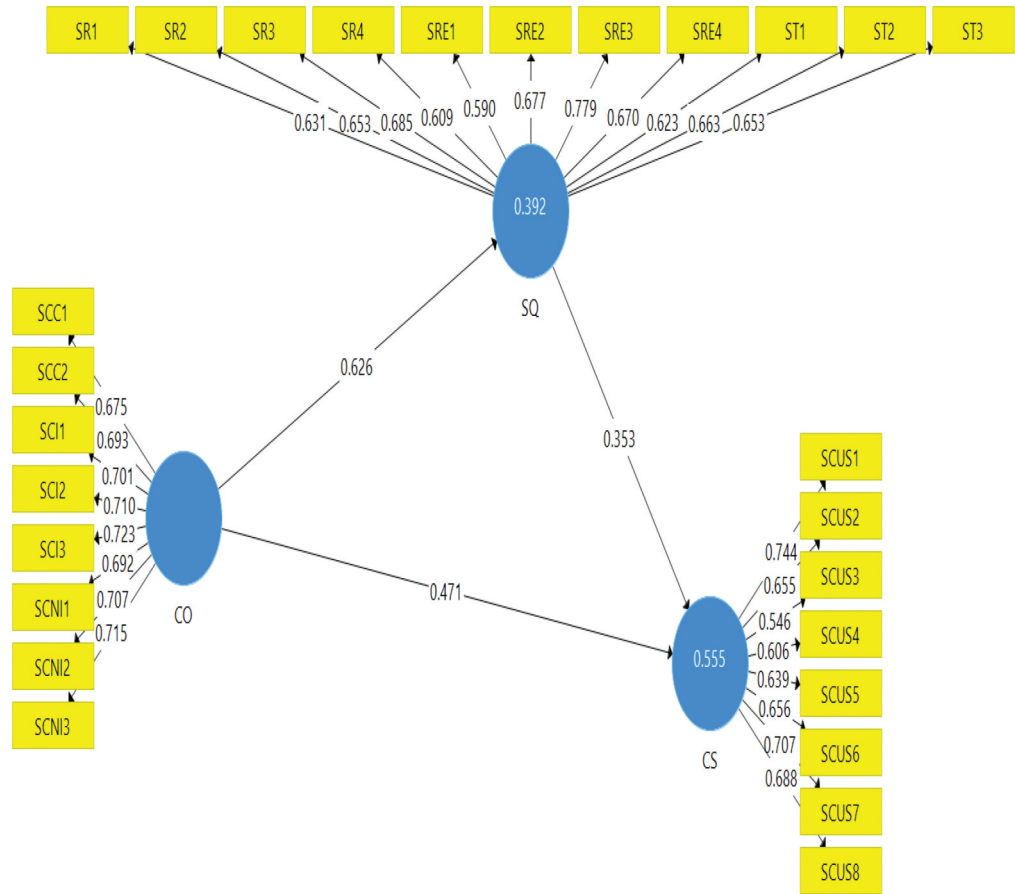 SR1 SR2 SR3 SR4 SRE1 SRE2 SRE3 SRE4 ST1 ST2 ST3
0.631 0.653 0.685 0.609 0.590 0.677 0.779 0.670 0.623 0.663 0.653
0.392
SQ
SCC1
SCC2
SCI1
SCI2
SCI3
SCNI1
SCNI2
SCNI3
0.675
0.693
0.701
0.710
0.723
0.692
0.707
0.715
CO
0.626
0.353
0.471
0.555
CS
0.744
0.655
0.546
0.606
0.639
0.656
0.707
0.688
SCUS1
SCUS2
SCUS3
SCUS4
SCUS5
SCUS6
SCUS7
SCUS8